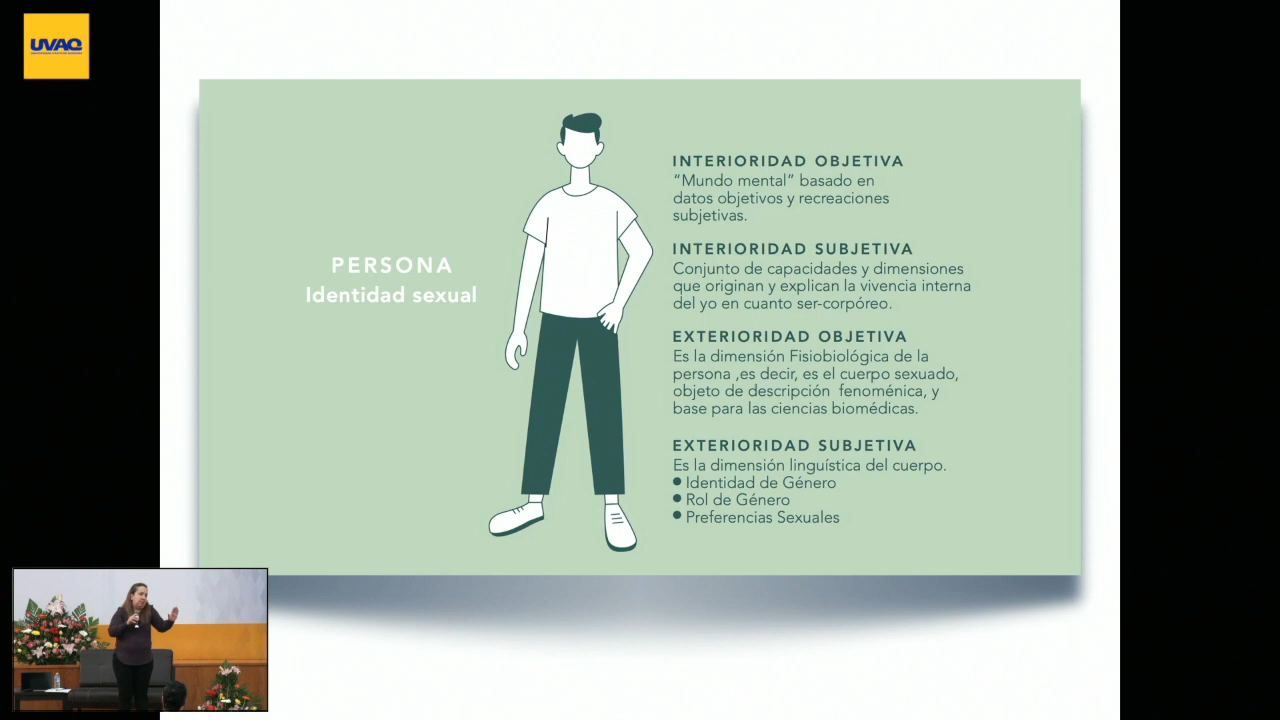 UVAQ
PERSONA
Identidad sexual
INTERIORIDAD OBJETIVA
“Mundo mental” basado en
datos objetivos y recreaciones
subjetivas.
INTERIORIDAD SUBJETIVA
Conjunto de capacidades y dimensiones
que originan y explican la vivencia interna
del yo en cuanto ser-corpóreo.
EXTERIORIDAD OBJETIVA
Es la dimensión Fisiobiológica de la
persona ,es decir, es el cuerpo sexuado,
objeto de descripción fenoménica, y
base para las ciencias biomédicas.
EXTERIORIDAD SUBJETIVA
Es la dimensión linguística del cuerpo.
• Identidad de Género
• Rol de Género
• Preferencias Sexuales